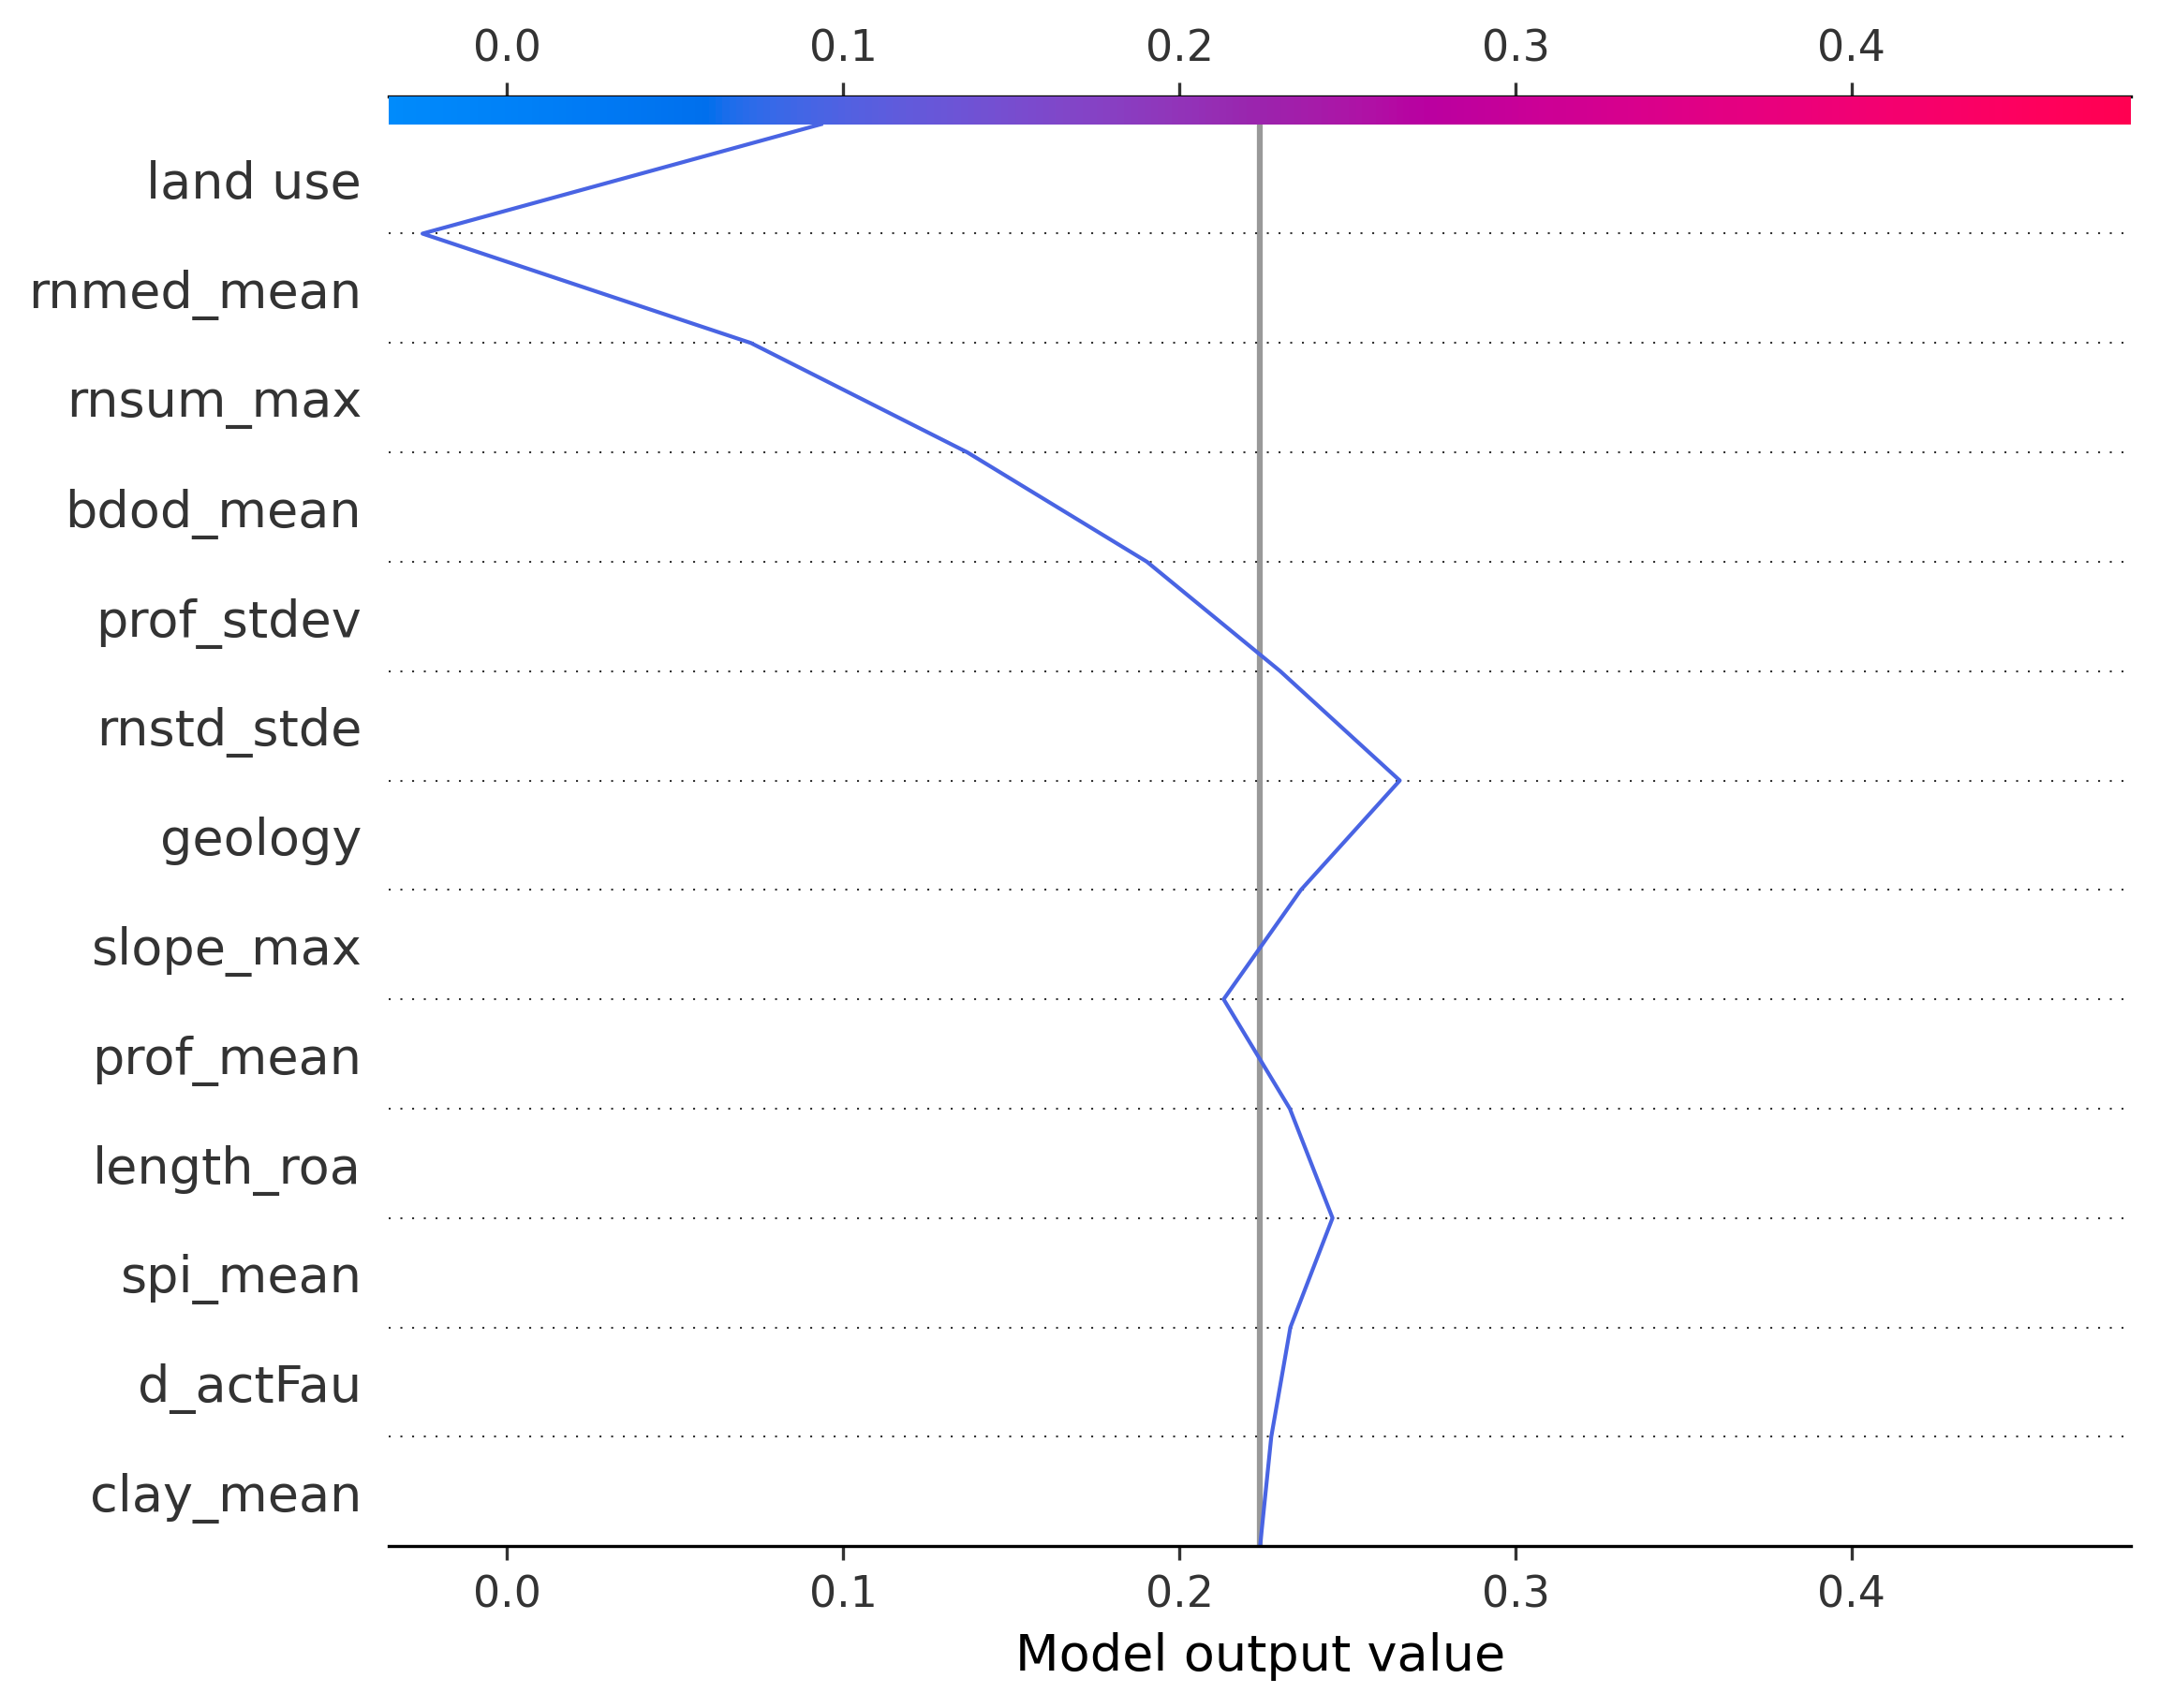 0.0 0.1 0.2 0.3 0.4
land use
rnmed_mean
rnsum_max
bdod_mean
prof_stdev
rnstd_stde
geology
slope_max
prof_mean
length_roa
spi_mean
d_actFau
clay_mean
0.0 0.1 0.2 0.3 0.4
Model output value